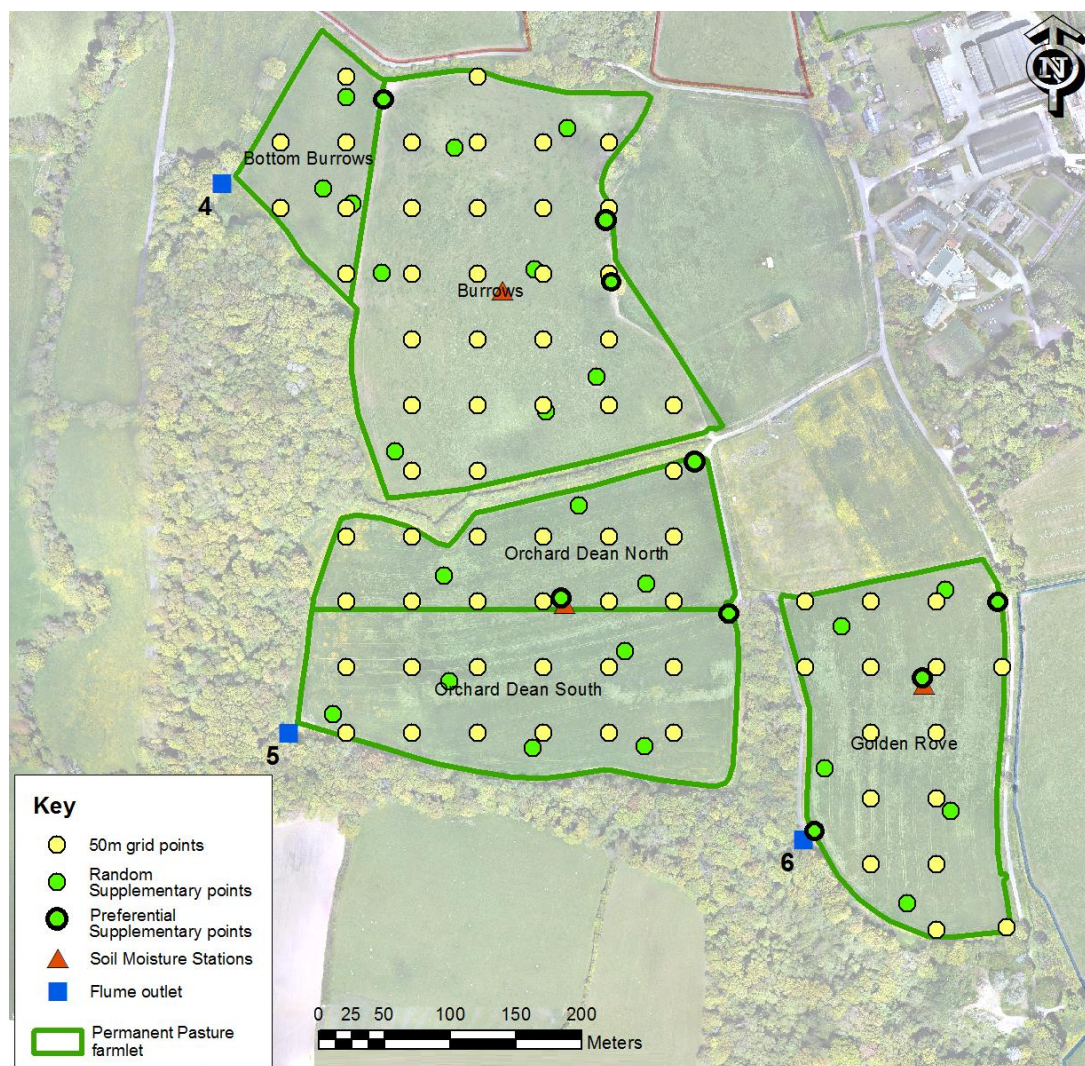 N
Bottom Burrows
4
Burrows
Orchard Dean North
Orchard Dean South
5
Golden Rove
6
Key
50m grid points
Random
Supplementary points
Preferential
Supplementary points
Soil Moisture Stations
Flume outlet
Permanent Pasture
farmlet
0 25 50 100 150 200
Meters